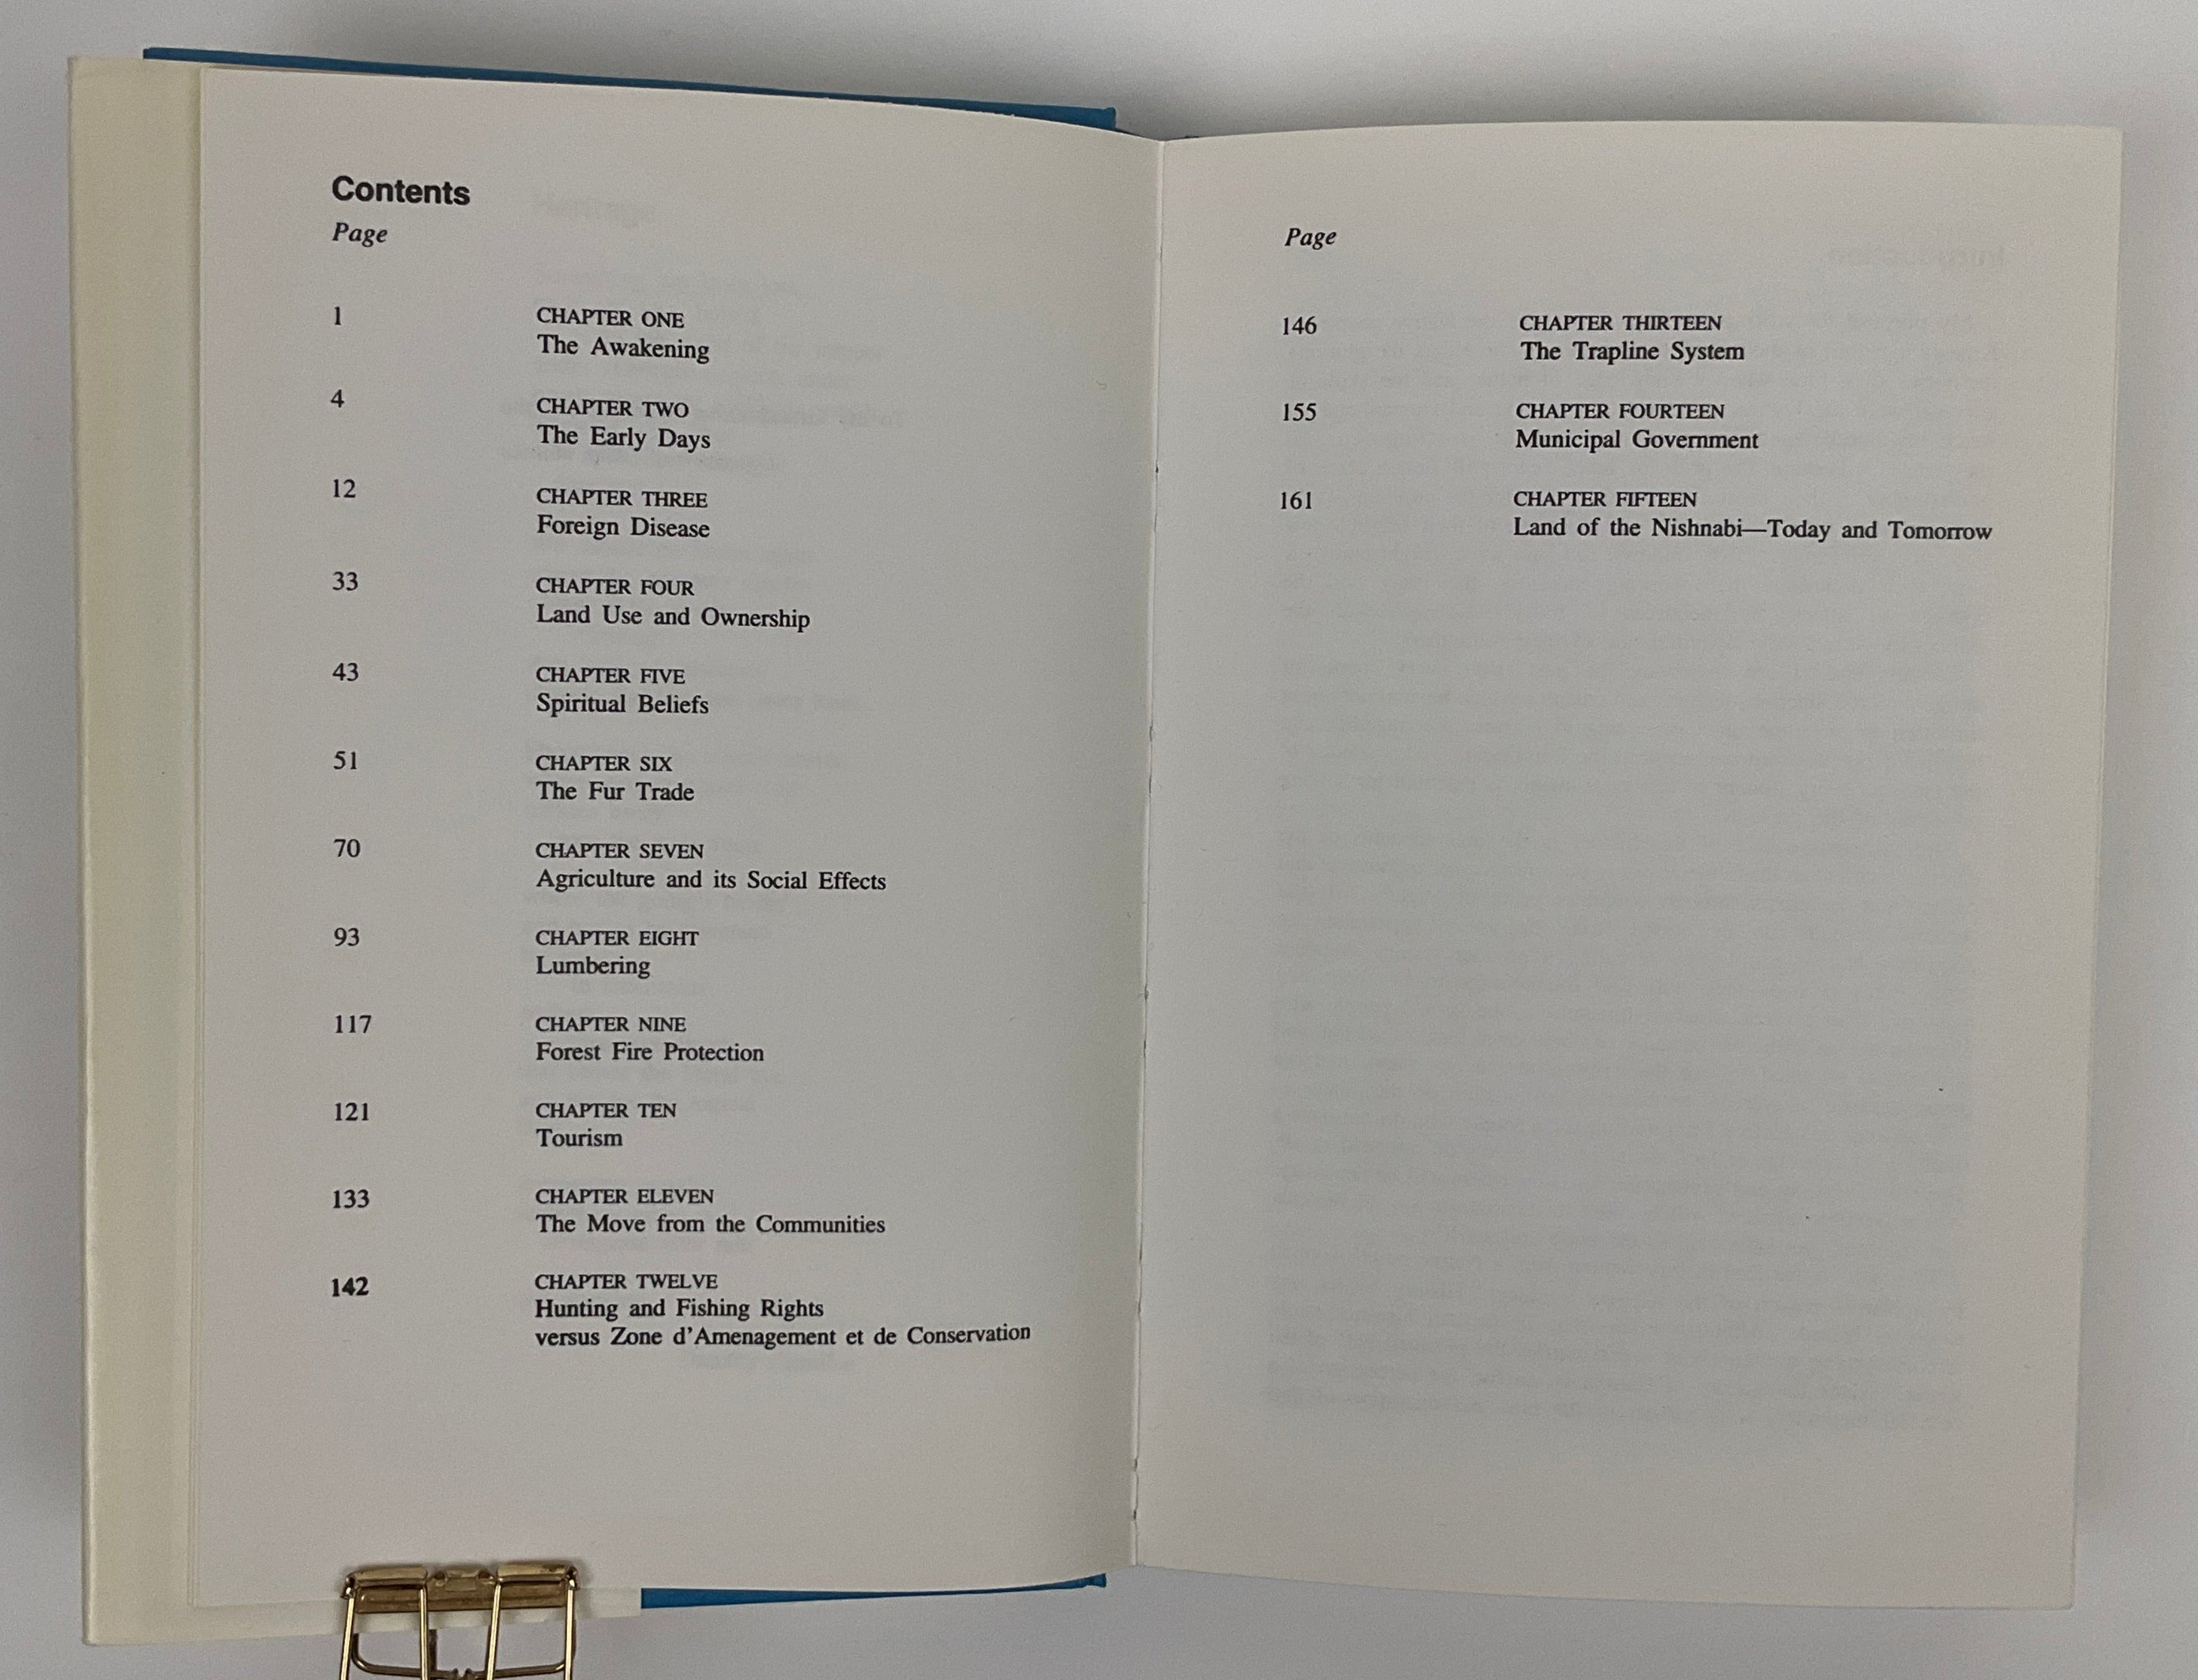 Contents
Page
1 CHAPTER ONE
The Awakening
4 CHAPTER TWO
The Early Days
12 CHAPTER THREE
Foreign Disease
33 CHAPTER FOUR
Land Use and Ownership
43 CHAPTER FIVE
Spiritual Beliefs
51 CHAPTER SIX
The Fur Trade
70 CHAPTER SEVEN
Agriculture and its Social Effects
93 CHAPTER EIGHT
Lumbering
117 CHAPTER NINE
Forest Fire Protection
121 CHAPTER TEN
Tourism
133 CHAPTER ELEVEN
The Move from the Communities
142 CHAPTER TWELVE
Hunting and Fishing Rights
versus Zone d'Amenagement et de Conservation
Page
146 CHAPTER THIRTEEN
The Trapline System
155 CHAPTER FOURTEEN
Municipal Government
161 CHAPTER FIFTEEN
Land of the Nishnabi—Today and Tomorrow